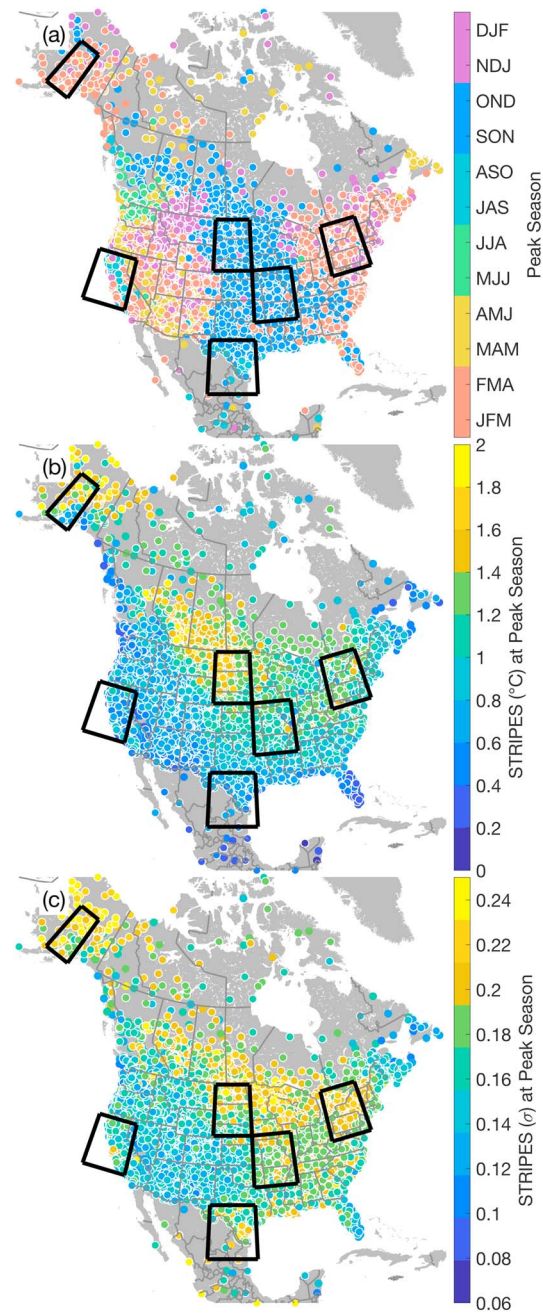 (a)
DJF
NDJ
OND
SON
ASO
JAS
JJA
MJJ
AMJ
MAM
FMA
JFM
Peak Season
(b)
2
1.8
1.6
1.4
1.2
1
0.8
0.6
0.4
0.2
0
STRIPES (°C) at Peak Season
(c)
0.24
0.22
0.2
0.18
0.16
0.14
0.12
0.1
0.08
0.06
STRIPES (σ) at Peak Season